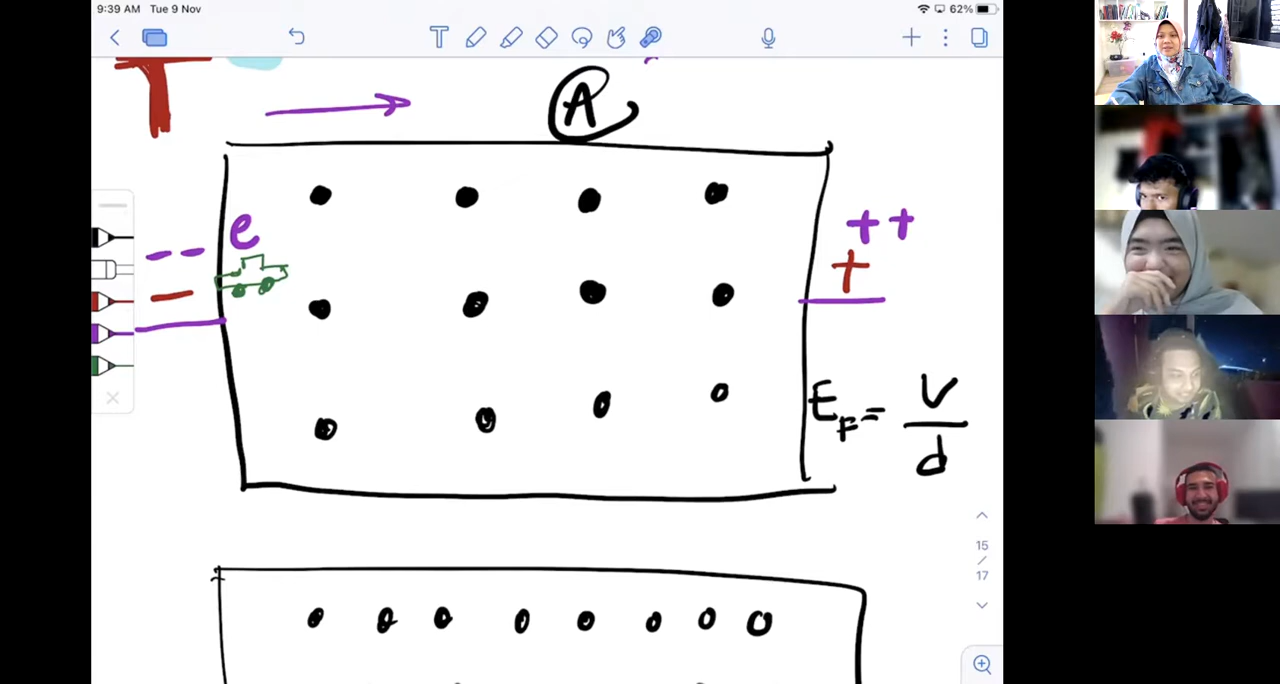 9:39 AM Tue 9 Nov
62%
T
T
A
e
-- ++
- +
E_F = V/d
15
/
17